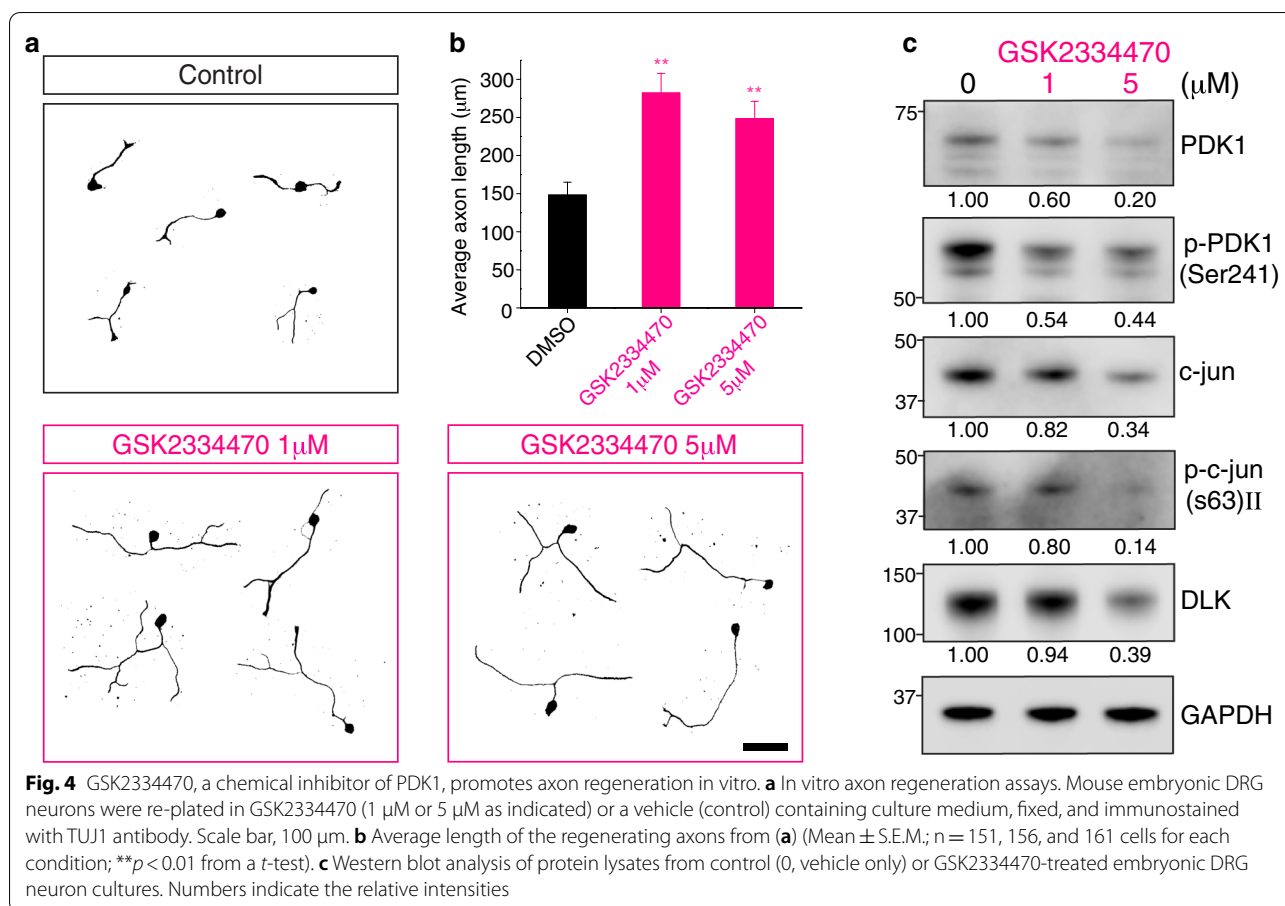 a
Control
b
Average axon length (μm)
300
250
200
150
100
50
0
**
**
DMSO
GSK2334470
1μM
GSK2334470
5μM
GSK2334470 1μM
GSK2334470 5μM
c
GSK2334470
0 1 5 (μM)
75
PDK1
1.00 0.60 0.20
p-PDK1
(Ser241)
50
1.00 0.54 0.44
50
c-jun
37
1.00 0.82 0.34
50
p-c-jun
(s63)II
37
1.00 0.80 0.14
150
DLK
100
1.00 0.94 0.39
37
GAPDH
Fig. 4 GSK2334470, a chemical inhibitor of PDK1, promotes axon regeneration in vitro. a In vitro axon regeneration assays. Mouse embryonic DRG
neurons were re-plated in GSK2334470 (1 μM or 5 μM as indicated) or a vehicle (control) containing culture medium, fixed, and immunostained
with TUJ1 antibody. Scale bar, 100 μm. b Average length of the regenerating axons from (a) (Mean ± S.E.M.; n = 151, 156, and 161 cells for each
condition; **p < 0.01 from a t-test). c Western blot analysis of protein lysates from control (0, vehicle only) or GSK2334470-treated embryonic DRG
neuron cultures. Numbers indicate the relative intensities